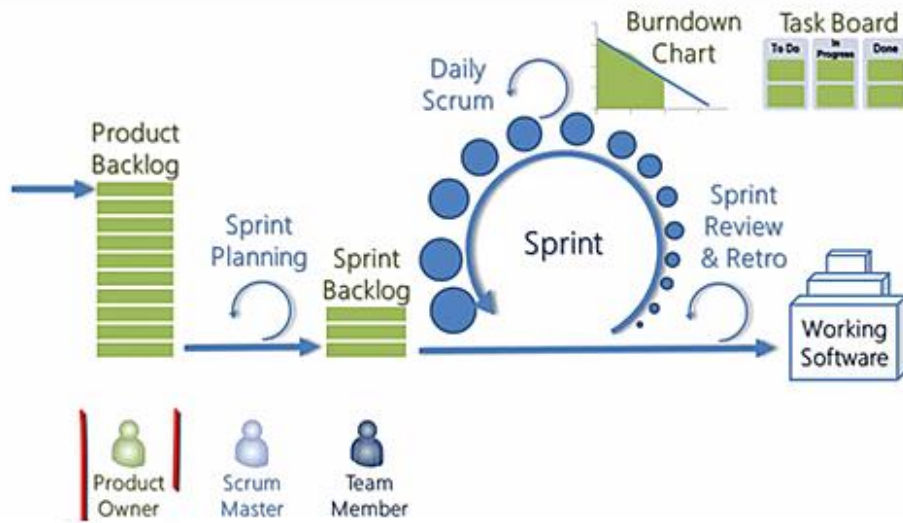 Burndown
Chart
Task Board
To Do
In
Progress
Done
Daily
Scrum
Product
Backlog
Sprint
Planning
Sprint
Backlog
Sprint
Sprint
Review
& Retro
Working
Software
Product
Owner
Scrum
Master
Team
Member